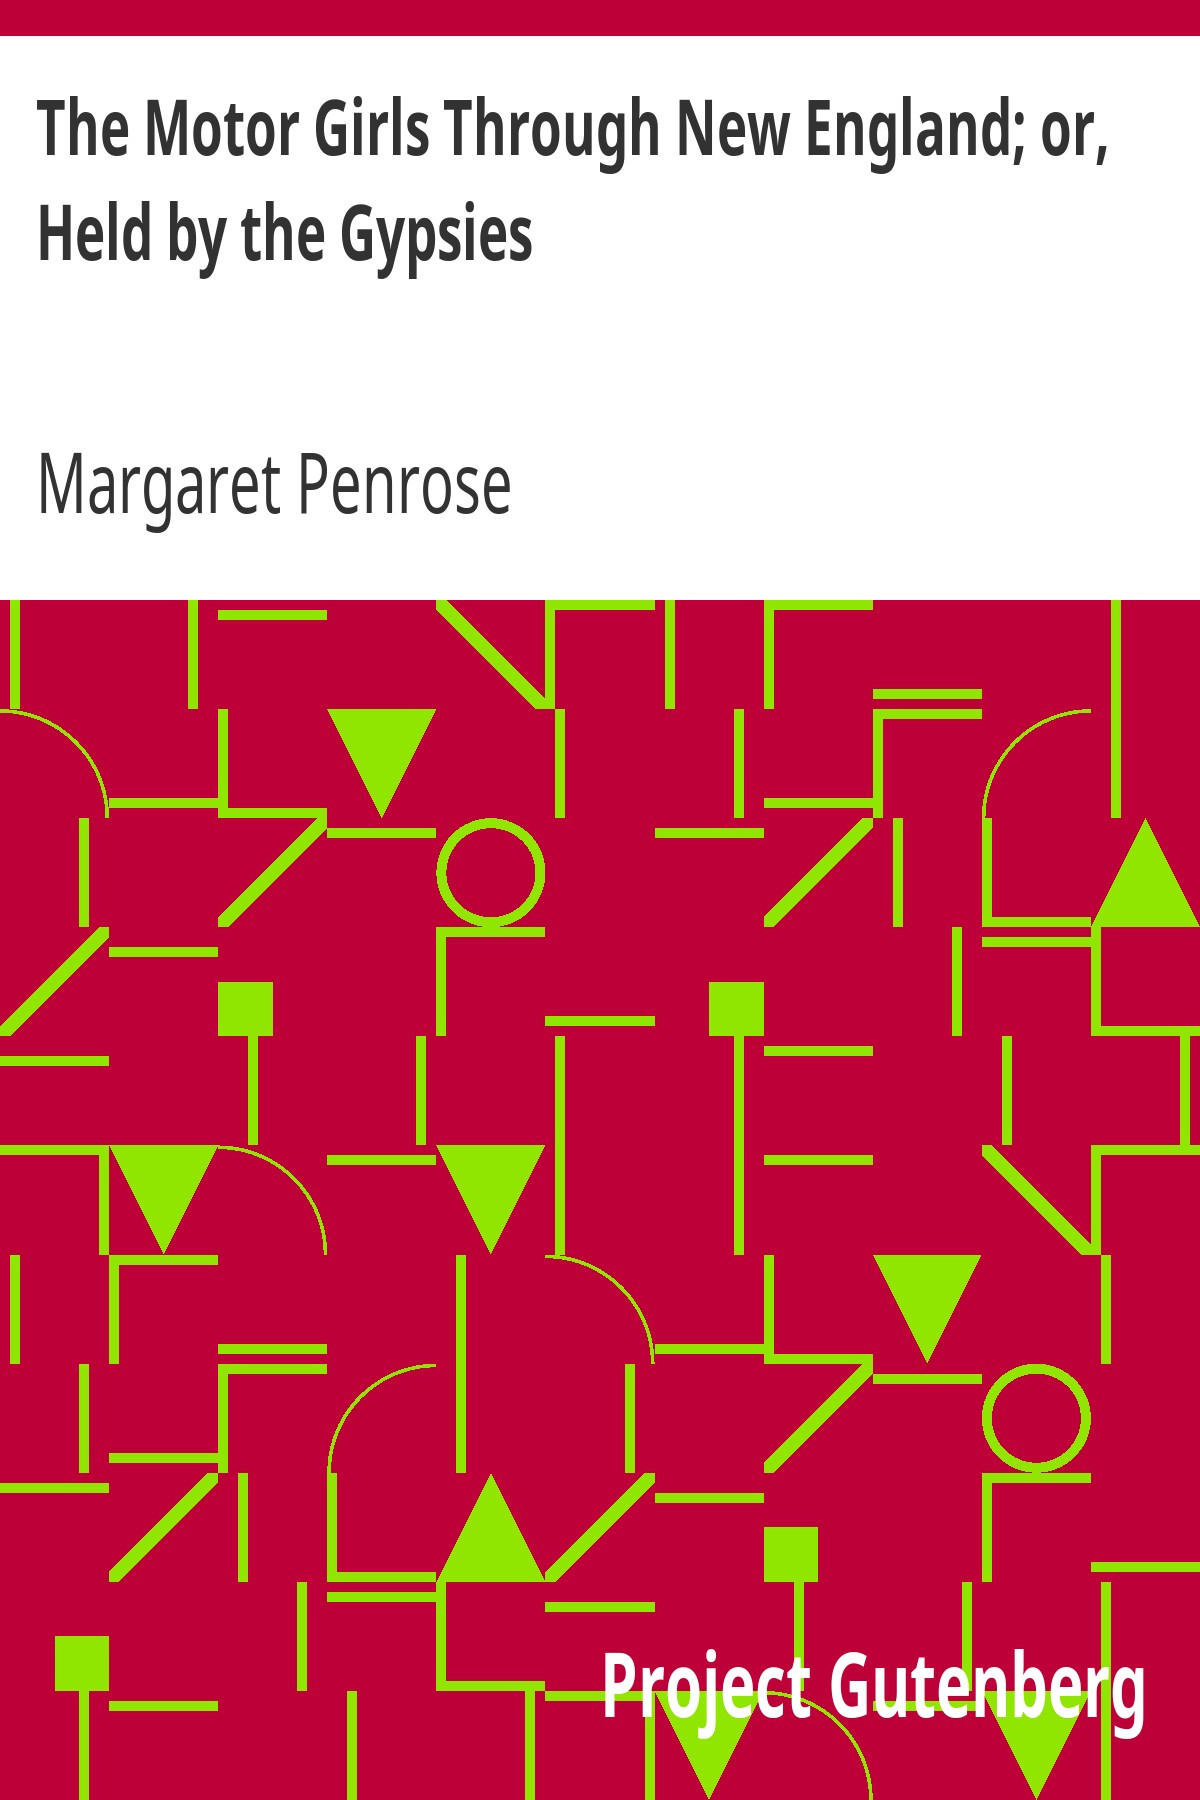 The Motor Girls Through New England; or,
Held by the Gypsies
Margaret Penrose
Project Gutenberg